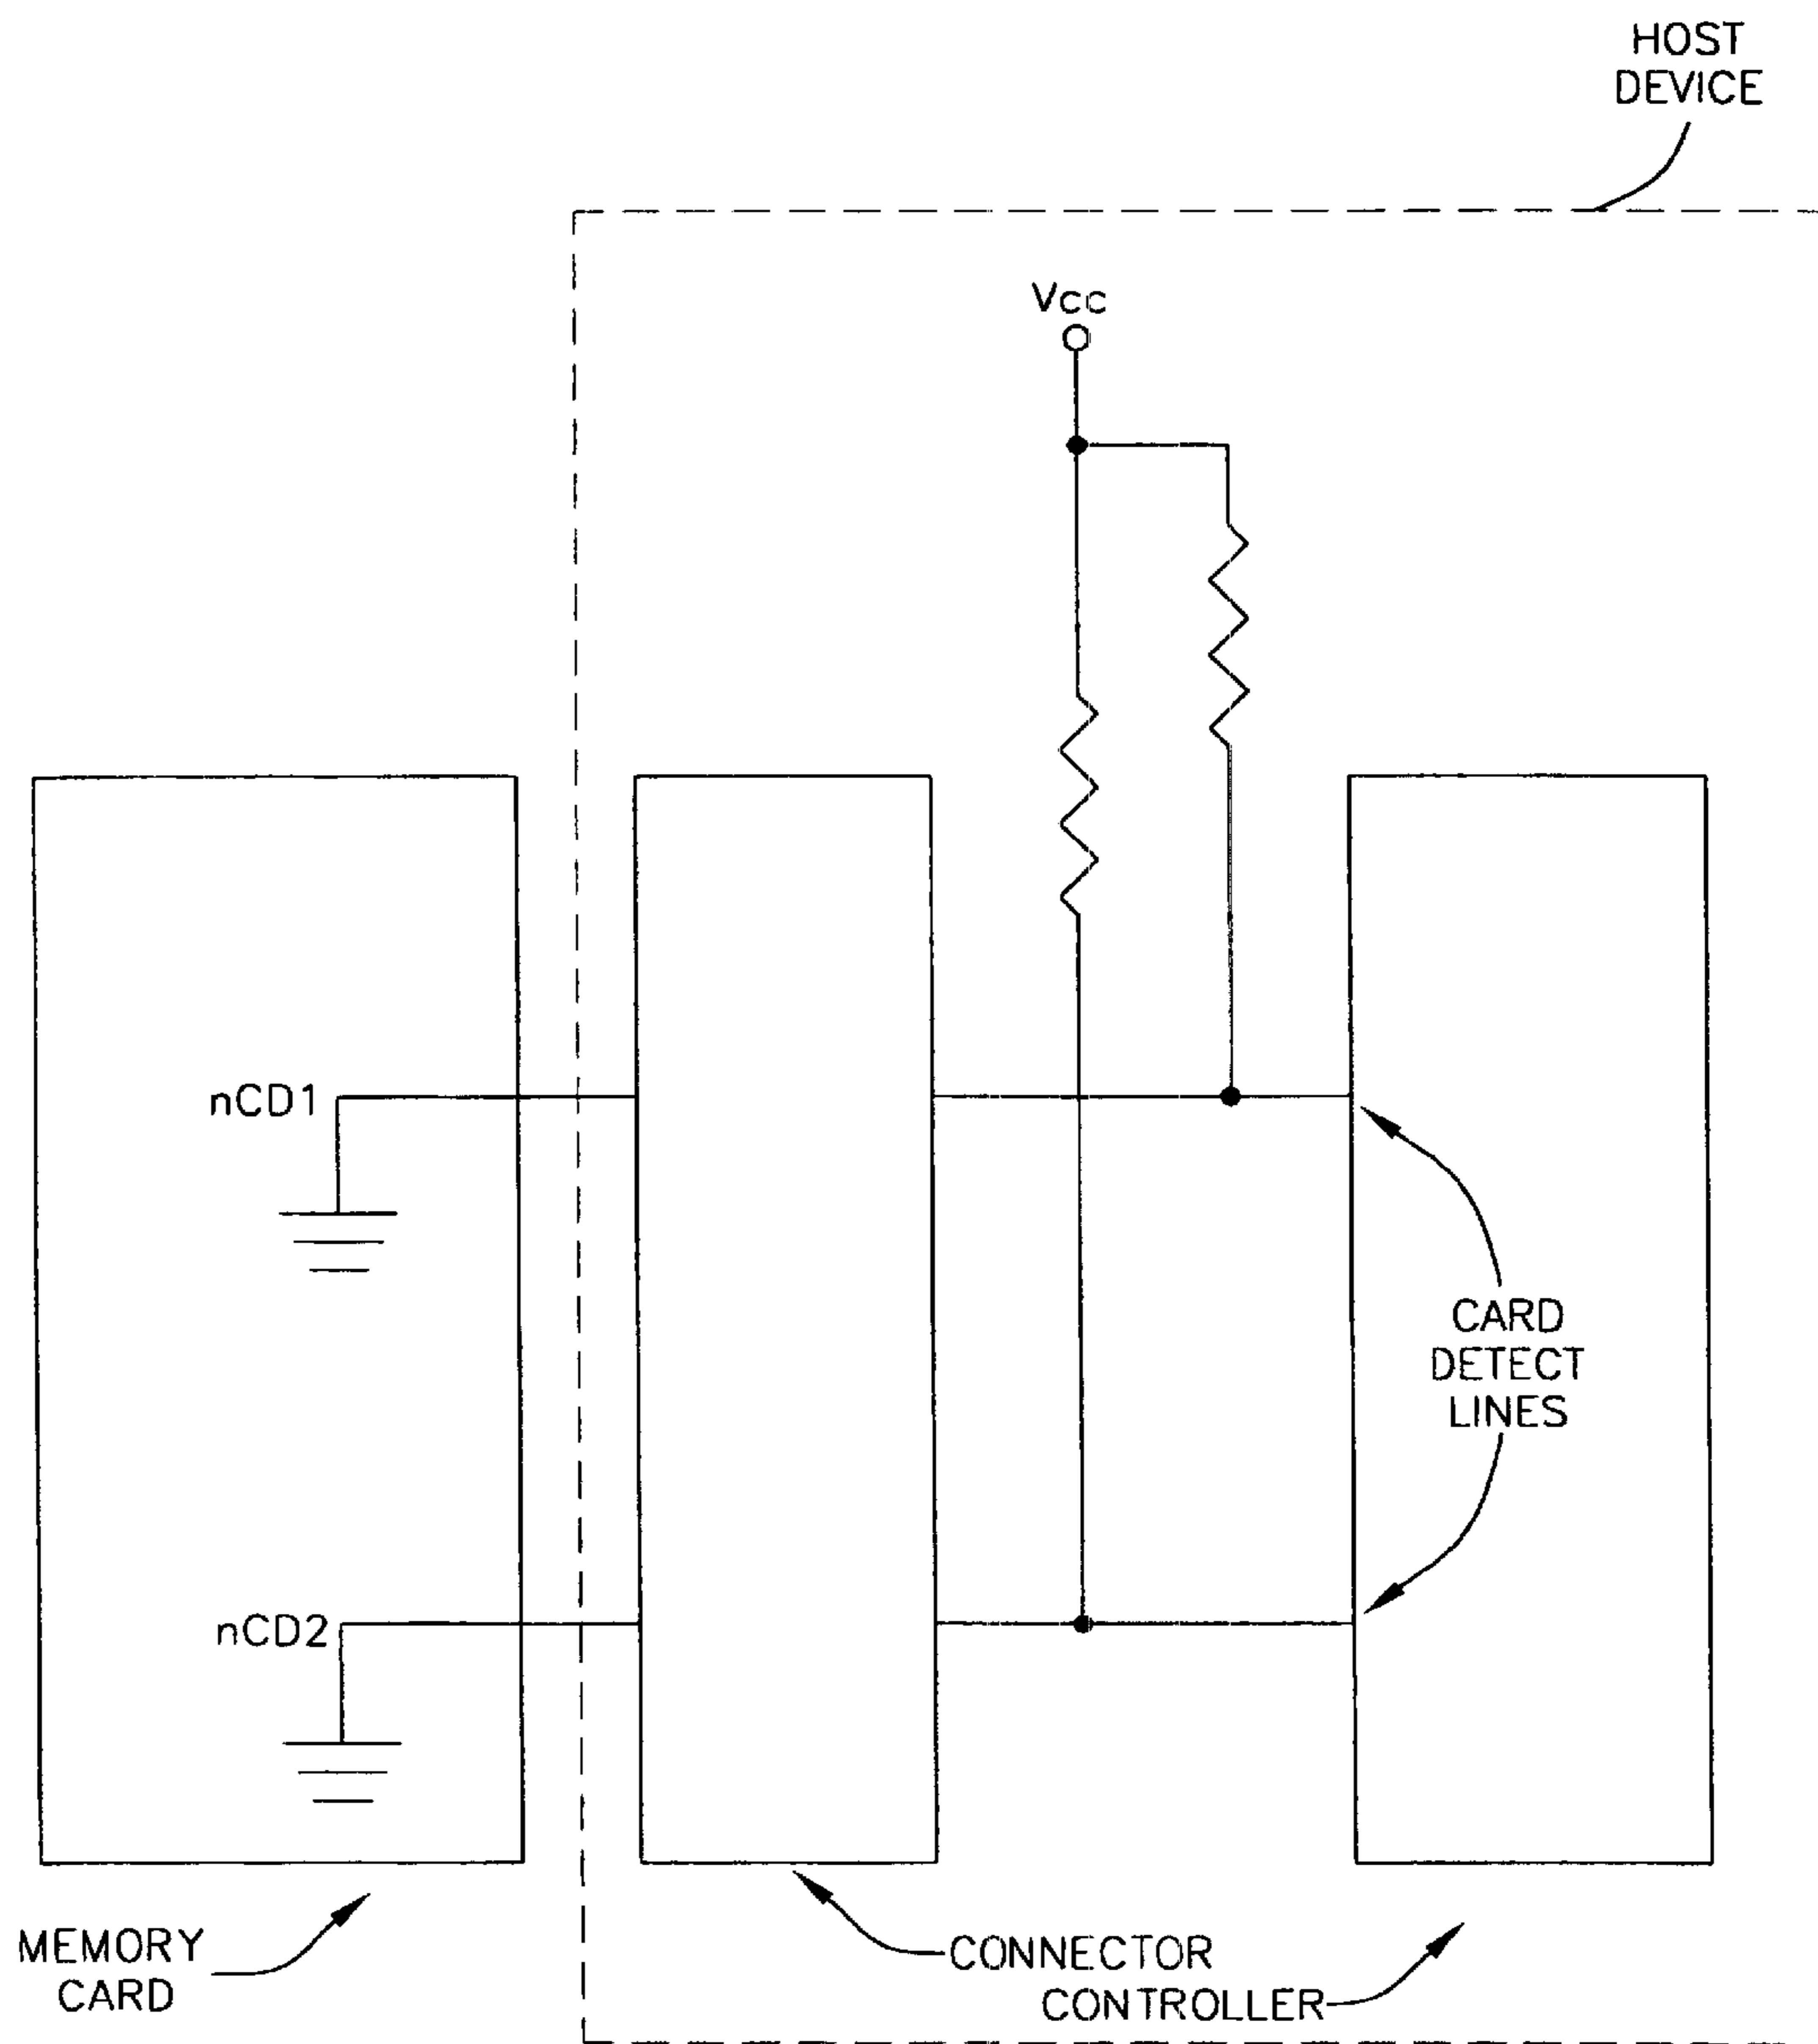 HOST
DEVICE
Vcc
nCD1
CARD
DETECT
LINES
nCD2
MEMORY
CARD
CONNECTOR
CONTROLLER